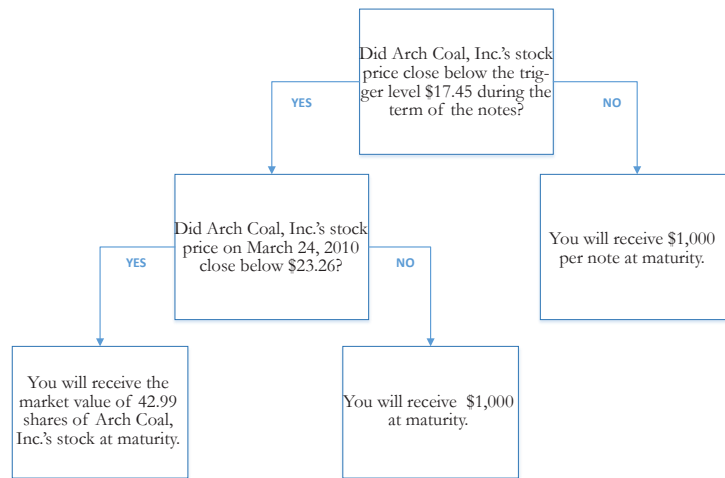 Did Arch Coal, Inc.'s stock
price close below the trig-
ger level $17.45 during the
term of the notes?
YES
NO
Did Arch Coal, Inc.'s stock
price on March 24, 2010
close below $23.26?
You will receive $1,000
per note at maturity.
YES
NO
You will receive the
market value of 42.99
shares of Arch Coal,
Inc.'s stock at maturity.
You will receive $1,000
at maturity.